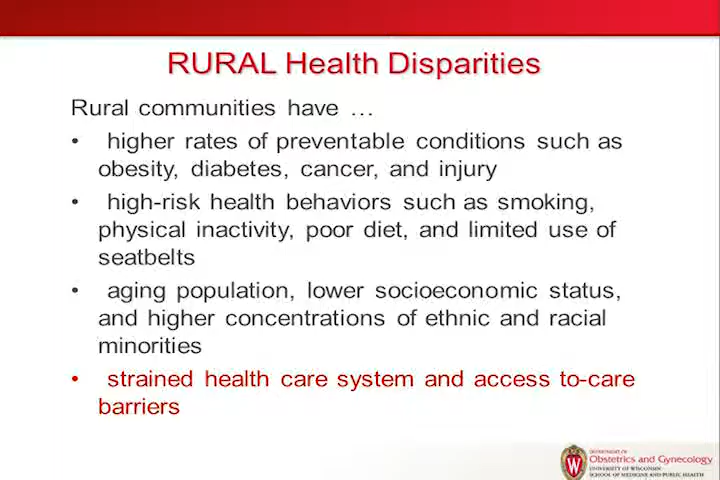 RURAL Health Disparities
Rural communities have …
• higher rates of preventable conditions such as
obesity, diabetes, cancer, and injury
• high-risk health behaviors such as smoking,
physical inactivity, poor diet, and limited use of
seatbelts
• aging population, lower socioeconomic status,
and higher concentrations of ethnic and racial
minorities
• strained health care system and access to-care
barriers
DEPARTMENT OF
Obstetrics and Gynecology
UNIVERSITY OF WISCONSIN
SCHOOL OF MEDICINE AND PUBLIC HEALTH
W